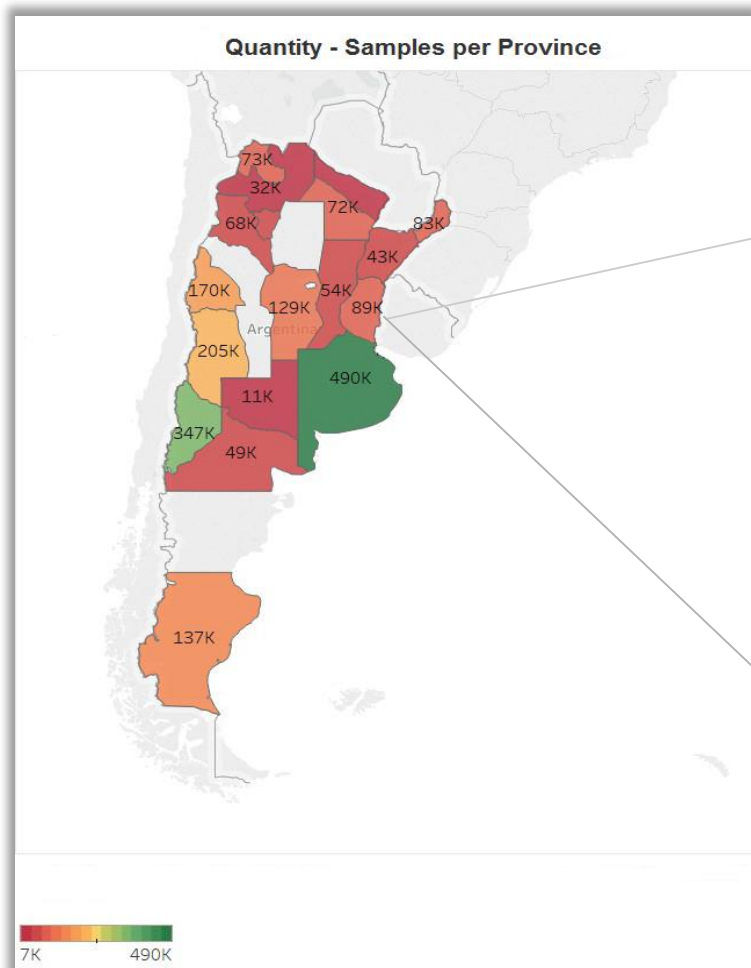 Quantity - Samples per Province
73K
32K
72K
68K
83K
43K
170K
54K
129K
89K
Argentina
205K
490K
11K
347K
49K
137K
7K 490K